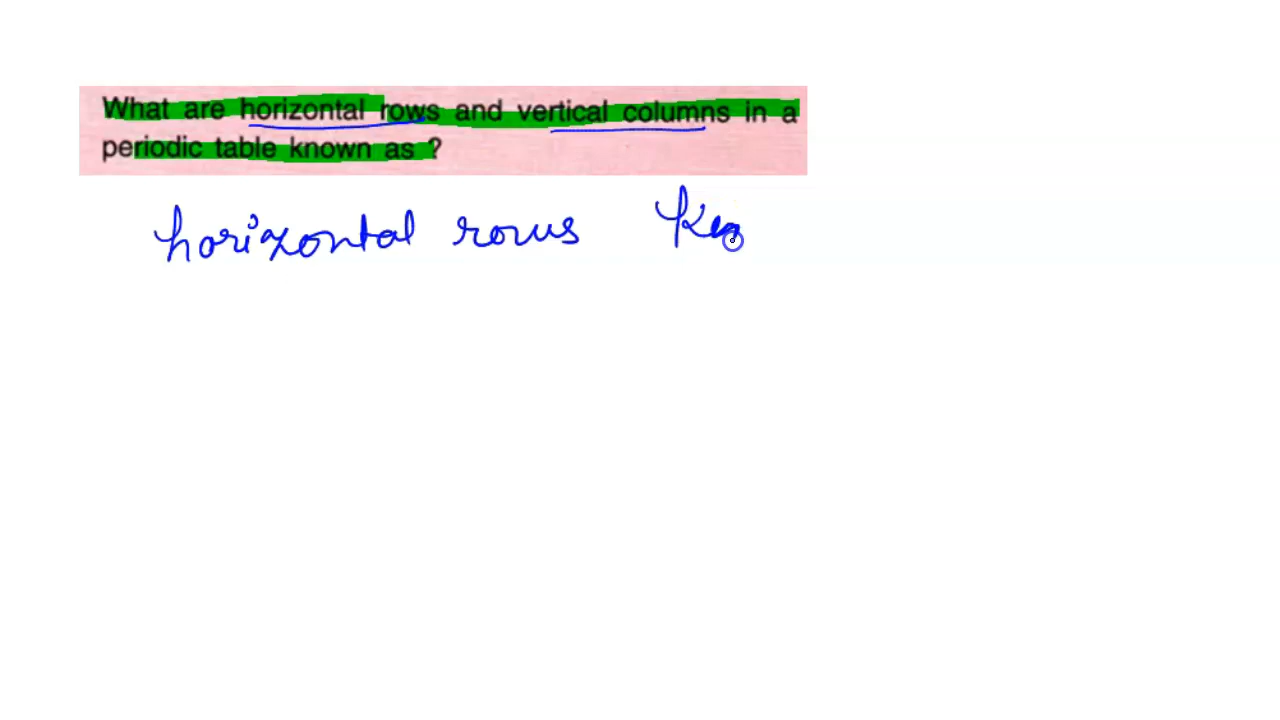 What are horizontal rows and vertical columns in a
periodic table known as ?
horizontal rows